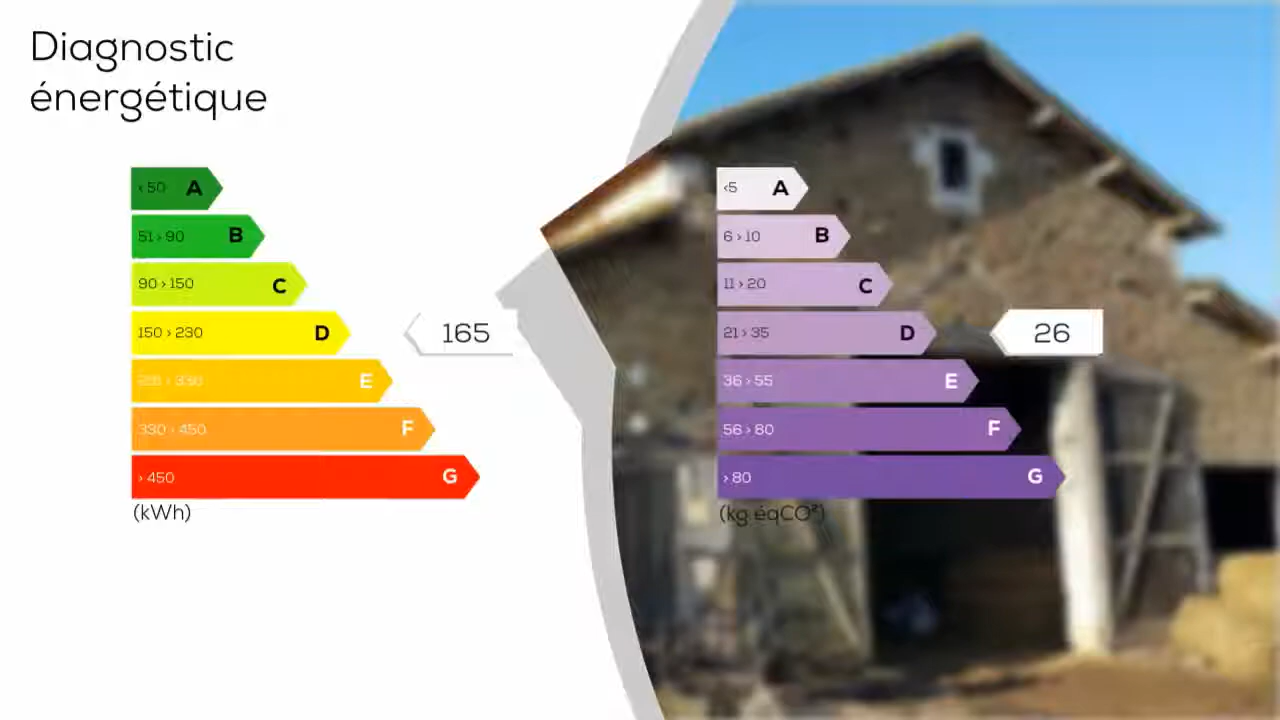 Diagnostic
énergétique
<50 A
51 > 90 B
90 > 150 C
150 > 230 D
165
E
330 > 450 F
> 450 G
(kWh)
<5 A
6 > 10 B
11 > 20 C
21 > 35 D
26
36 > 55 E
56 > 80 F
> 80 G
(kg éqCO²)